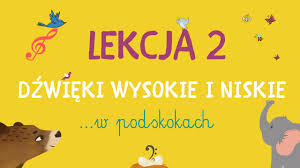 LEKCJA 2
DŹWIĘKI WYSOKIE I NISKIE
...w podskokach